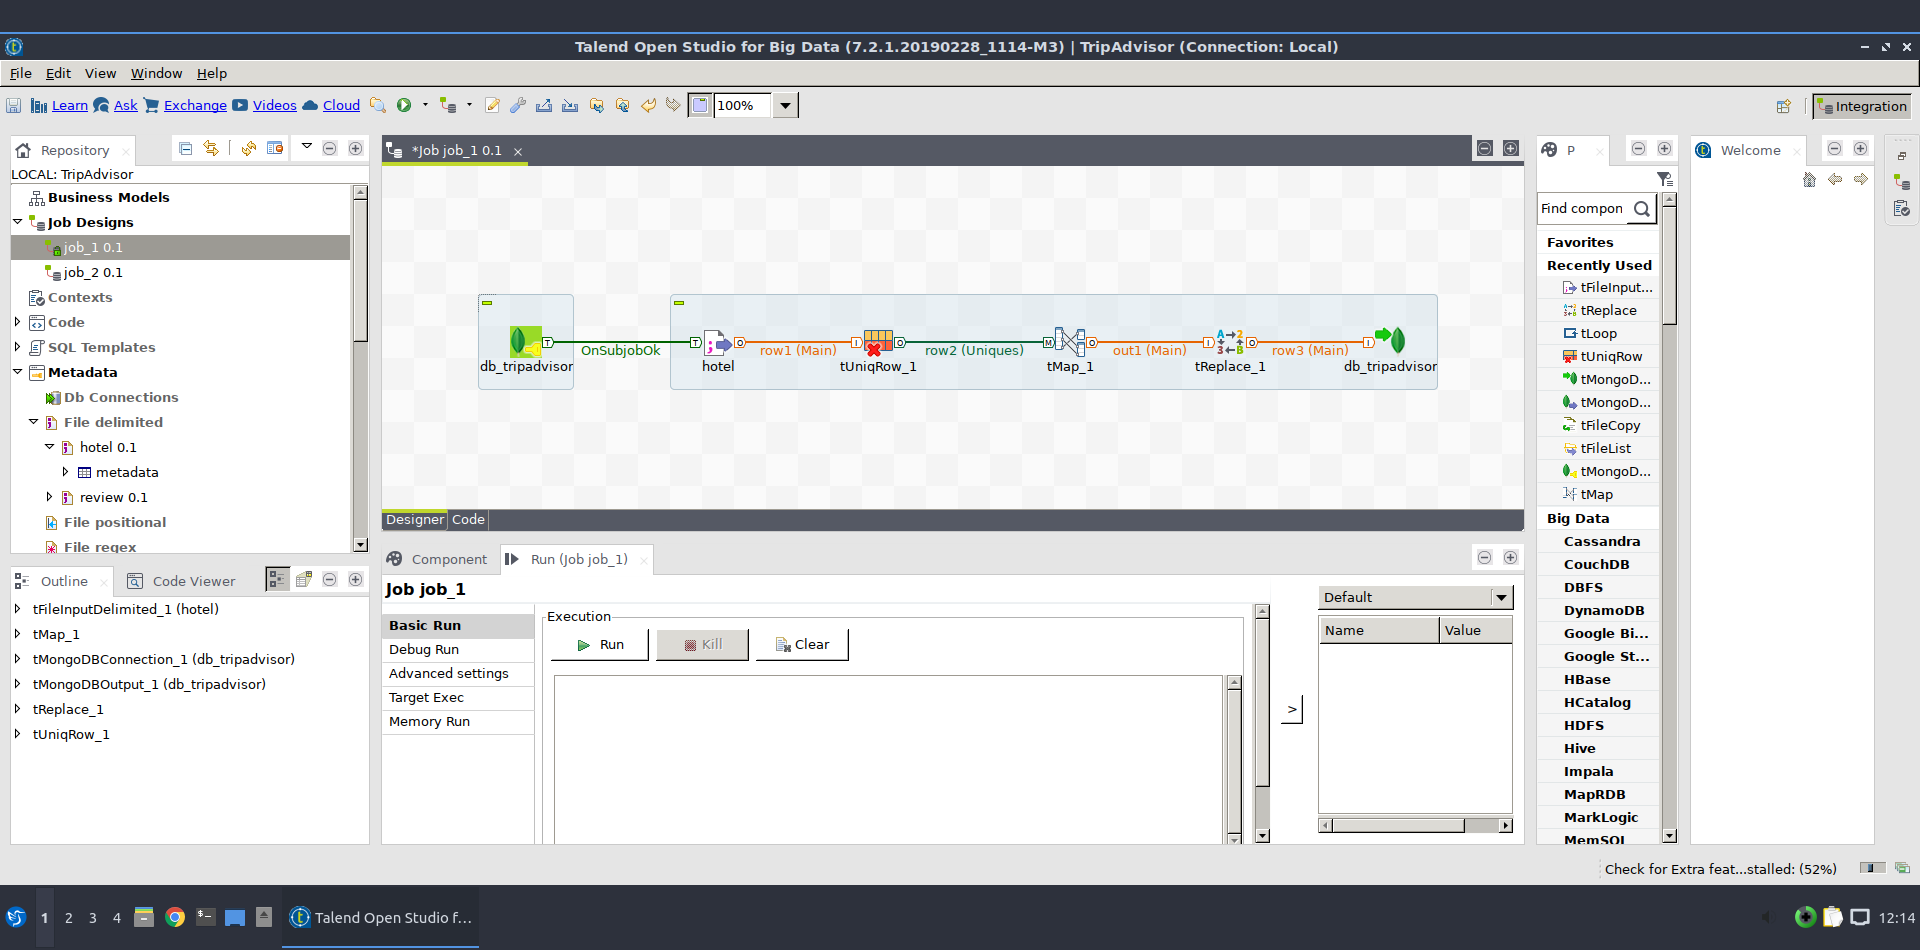 Talend Open Studio for Big Data (7.2.1.20190228_1114-M3) | TripAdvisor (Connection: Local)
File Edit View Window Help
Learn Ask Exchange Videos Cloud 100% Integration
Repository
LOCAL: TripAdvisor
Business Models
Job Designs
job_1 0.1
job_2 0.1
Contexts
Code
SQL Templates
Metadata
Db Connections
File delimited
hotel 0.1
metadata
review 0.1
File positional
File regex
Outline Code Viewer
tFileInputDelimited_1 (hotel)
tMap_1
tMongoDBConnection_1 (db_tripadvisor)
tMongoDBOutput_1 (db_tripadvisor)
tReplace_1
tUniqRow_1
*Job job_1 0.1
OnSubjobOk row1 (Main) row2 (Uniques) out1 (Main) row3 (Main)
db_tripadvisor hotel tUniqRow_1 tMap_1 tReplace_1 db_tripadvisor
Designer Code
Component Run (Job job_1)
Job job_1
Basic Run
Debug Run
Advanced settings
Target Exec
Memory Run
Execution
Run Kill Clear
>
Default
Name Value
P
Find compon
Favorites
Recently Used
tFileInput...
tReplace
tLoop
tUniqRow
tMongoD...
tMongoD...
tFileCopy
tFileList
tMongoD...
tMap
Big Data
Cassandra
CouchDB
DBFS
DynamoDB
Google Bi...
Google St...
HBase
HCatalog
HDFS
Hive
Impala
MapRDB
MarkLogic
MemSQL
Welcome
Check for Extra feat...stalled: (52%)
1 2 3 4 Talend Open Studio f... 12:14